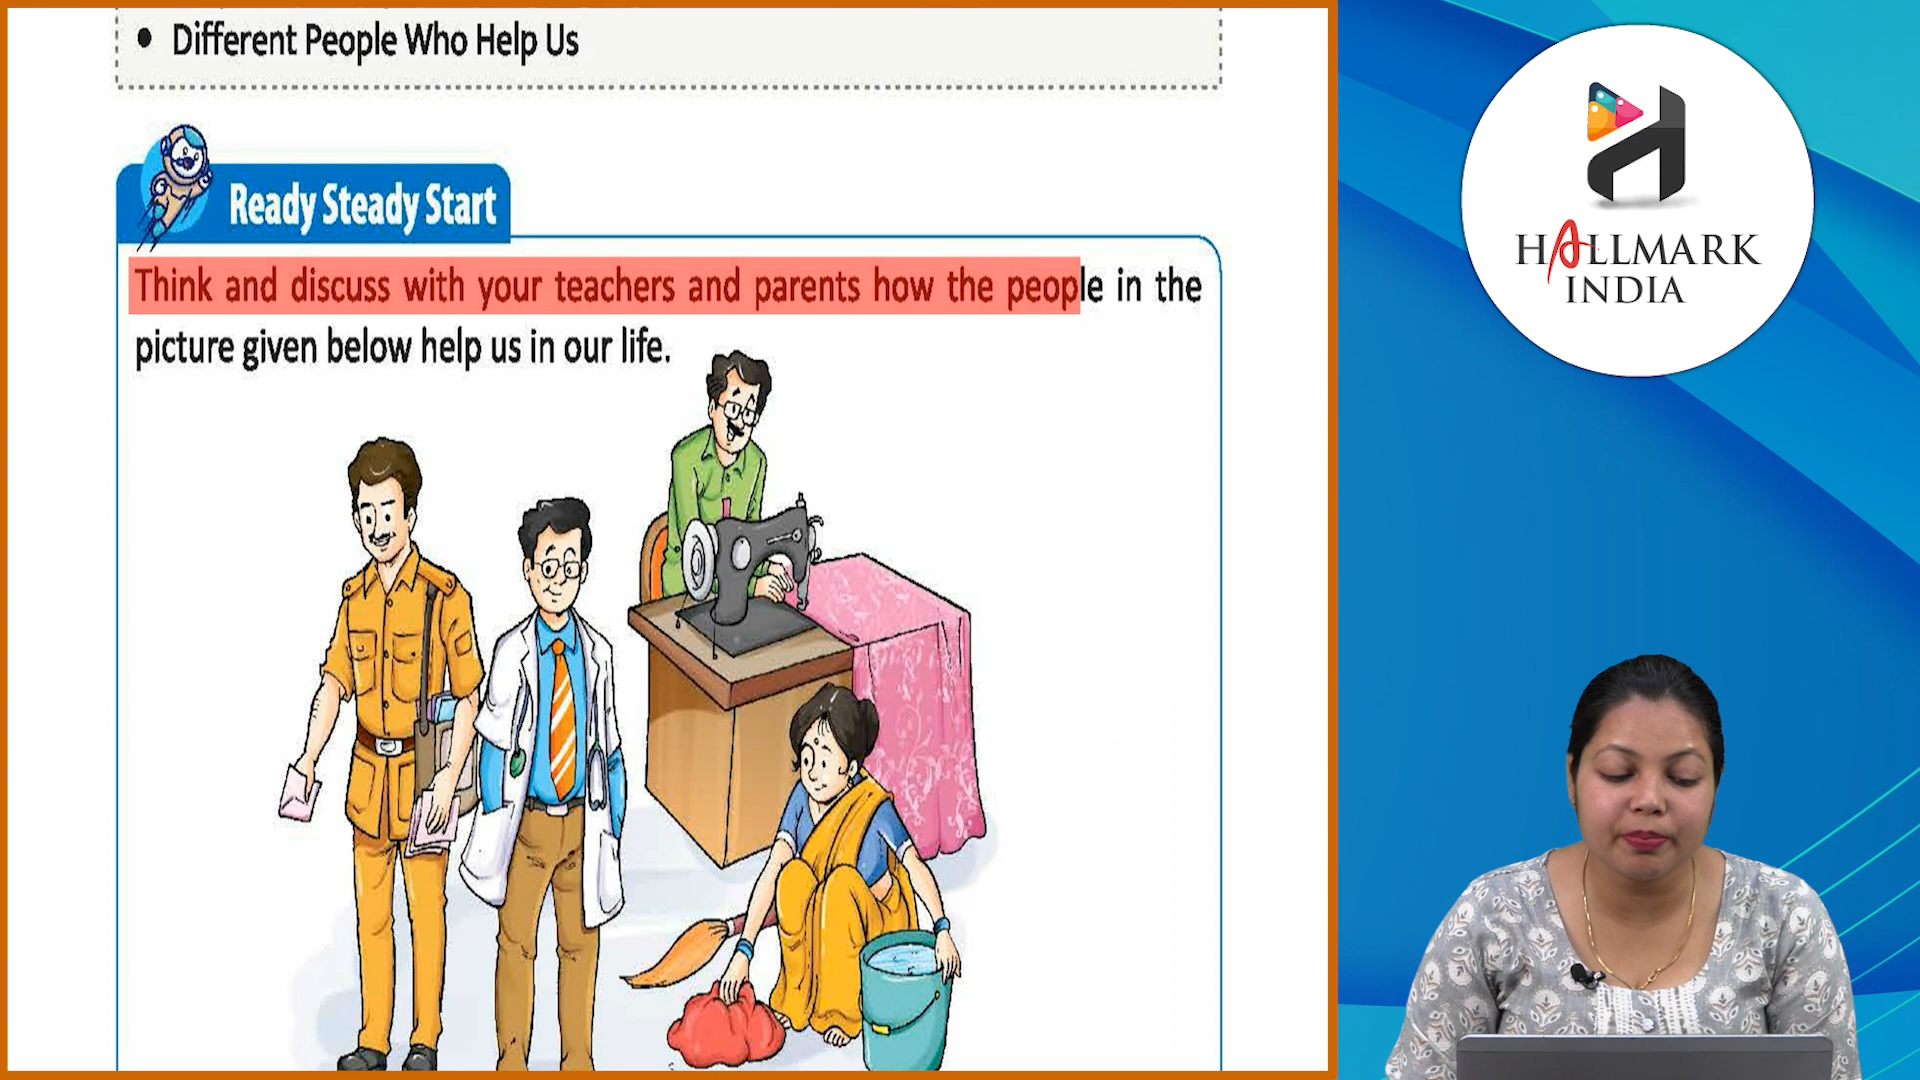 • Different People Who Help Us
Ready Steady Start
Think and discuss with your teachers and parents how the people in the
picture given below help us in our life.
HALLMARK
INDIA